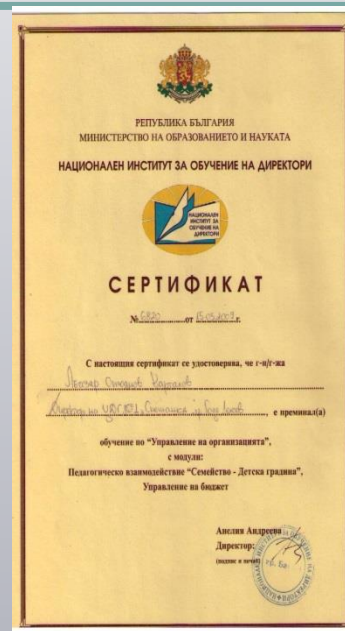 РЕПУБЛИКА БЪЛГАРИЯ
МИНИСТЕРСТВО НА ОБРАЗОВАНИЕТО И НАУКАТА
НАЦИОНАЛЕН ИНСТИТУТ ЗА ОБУЧЕНИЕ НА ДИРЕКТОРИ
НАЦИОНАЛЕН
ИНСТИТУТ ЗА
ОБУЧЕНИЕ НА
ДИРЕКТОРИ
СЕРТИФИКАТ
№ 6820 от г.
С настоящия сертификат се удостоверява, че г-н/г-жа
, е преминал(а)
обучение по "Управление на организацията",
с модули:
Педагогическо взаимодействие "Семейство - Детска градина",
Управление на бюджет
Анелия Андреева
Директор:
(подпис и печат)